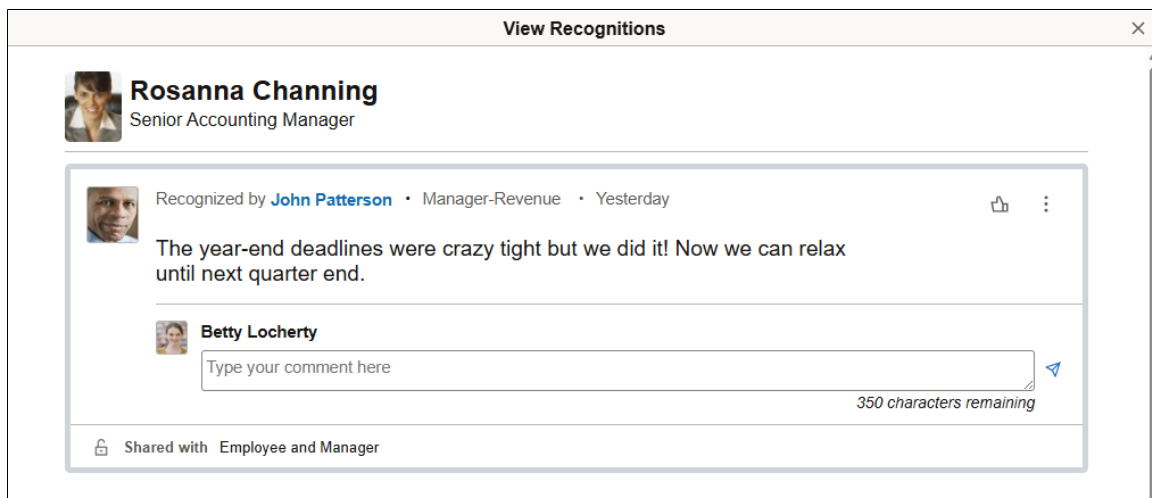 View Recognitions
Rosanna Channing
Senior Accounting Manager
Recognized by John Patterson • Manager-Revenue • Yesterday
The year-end deadlines were crazy tight but we did it! Now we can relax
until next quarter end.
Betty Locherty
Type your comment here
350 characters remaining
Shared with Employee and Manager